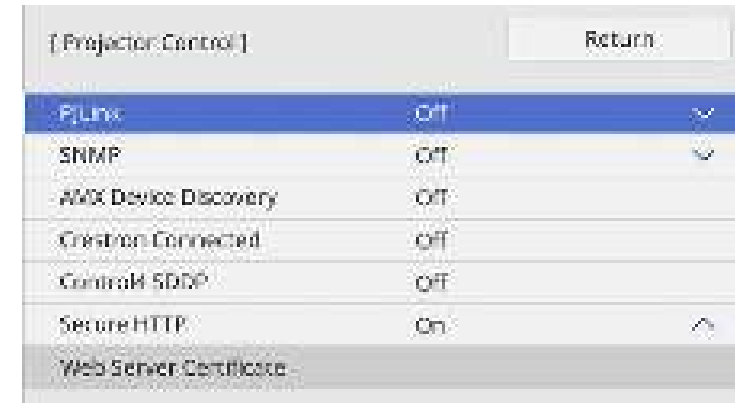 [ Projector Control ] Return
PJLink Off
SNMP Off
AMX Device Discovery Off
Crestron Connected Off
Control4 SDDP Off
Secure HTTP On
Web Server Certificate